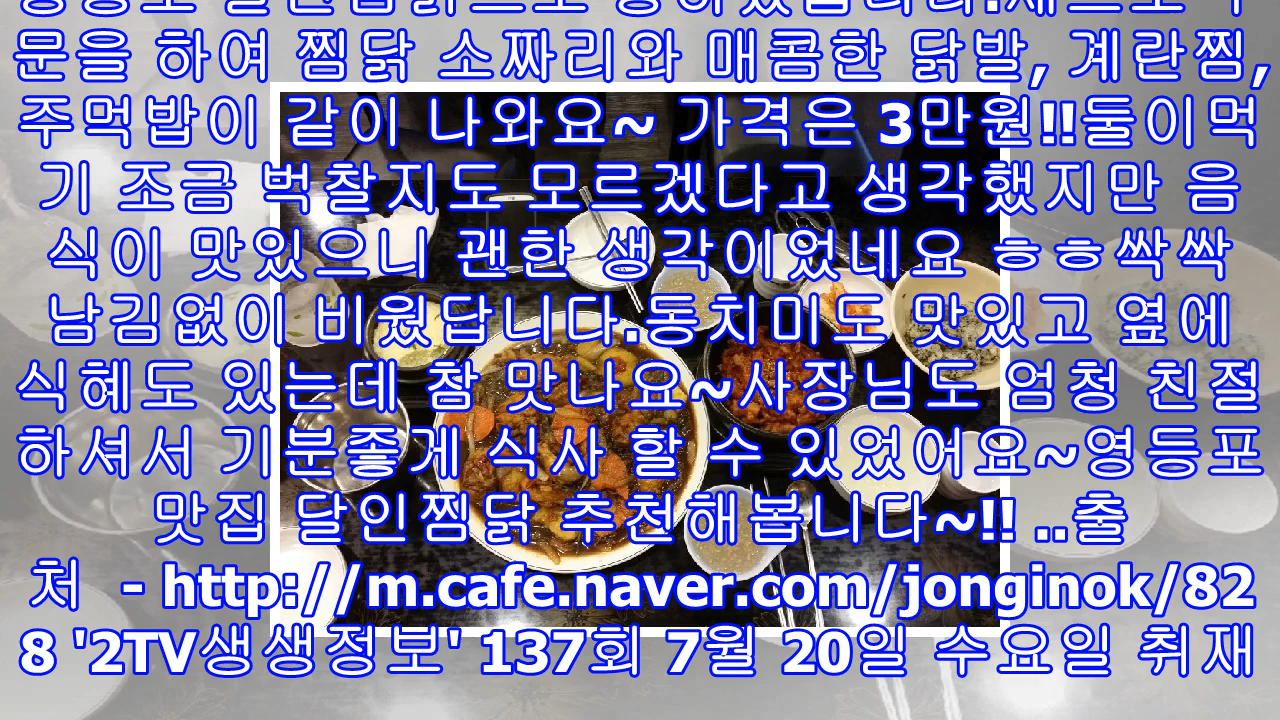 문을 하여 찜닭 소짜리와 매콤한 닭발, 계란찜,
주먹밥이 같이 나와요~ 가격은 3만원!!둘이먹
기 조금 벅찰지도 모르겠다고 생각했지만 음
식이 맛있으니 괜한 생각이었네요 ㅎㅎ싹싹
남김없이 비웠답니다.동치미도 맛있고 옆에
식혜도 있는데 참 맛나요~사장님도 엄청 친절
하셔서 기분좋게 식사 할 수 있었어요~영등포
맛집 달인찜닭 추천해봅니다~!! ..출
처 - http://m.cafe.naver.com/jonginok/82
8 '2TV생생정보' 137회 7월 20일 수요일 취재